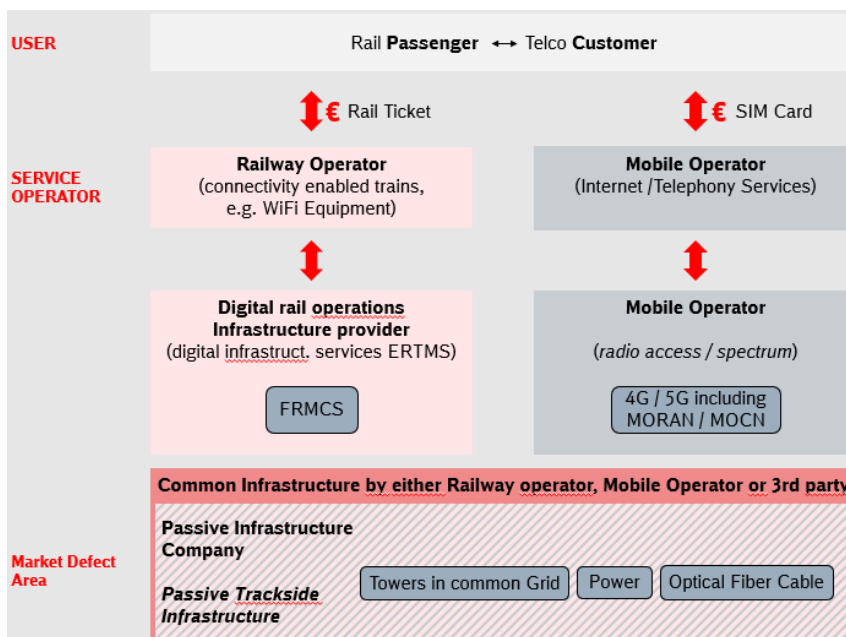 USER
Rail Passenger ↔ Telco Customer
€ Rail Ticket
€ SIM Card
SERVICE
OPERATOR
Railway Operator
(connectivity enabled trains,
e.g. WiFi Equipment)
Mobile Operator
(Internet /Telephony Services)
Digital rail operations
Infrastructure provider
(digital infrastruct. services ERTMS)
FRMCS
Mobile Operator
(radio access / spectrum)
4G / 5G including
MORAN / MOCN
Common Infrastructure by either Railway operator, Mobile Operator or 3rd party
Market Defect
Area
Passive Infrastructure
Company
Passive Trackside
Infrastructure
Towers in common Grid
Power
Optical Fiber Cable